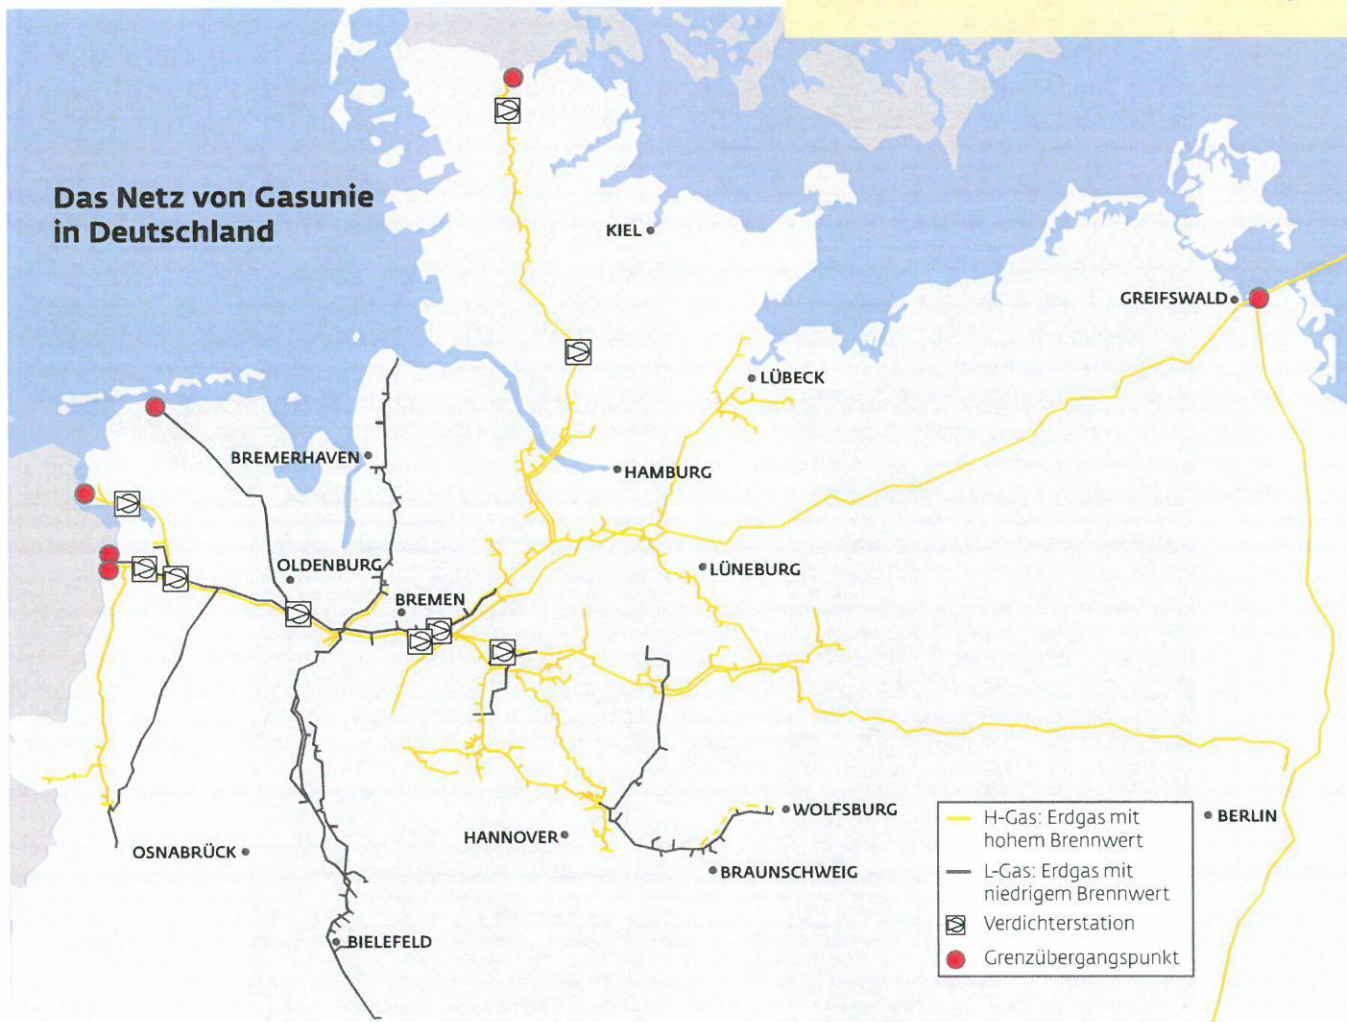 Das Netz von Gasunie
in Deutschland
KIEL
GREIFSWALD
LÜBECK
BREMERHAVEN
HAMBURG
OLDENBURG
LÜNEBURG
BREMEN
WOLFSBURG
HANNOVER
BERLIN
OSNABRÜCK
BRAUNSCHWEIG
BIELEFELD
H-Gas: Erdgas mit
hohem Brennwert
L-Gas: Erdgas mit
niedrigem Brennwert
Verdichterstation
Grenzübergangspunkt